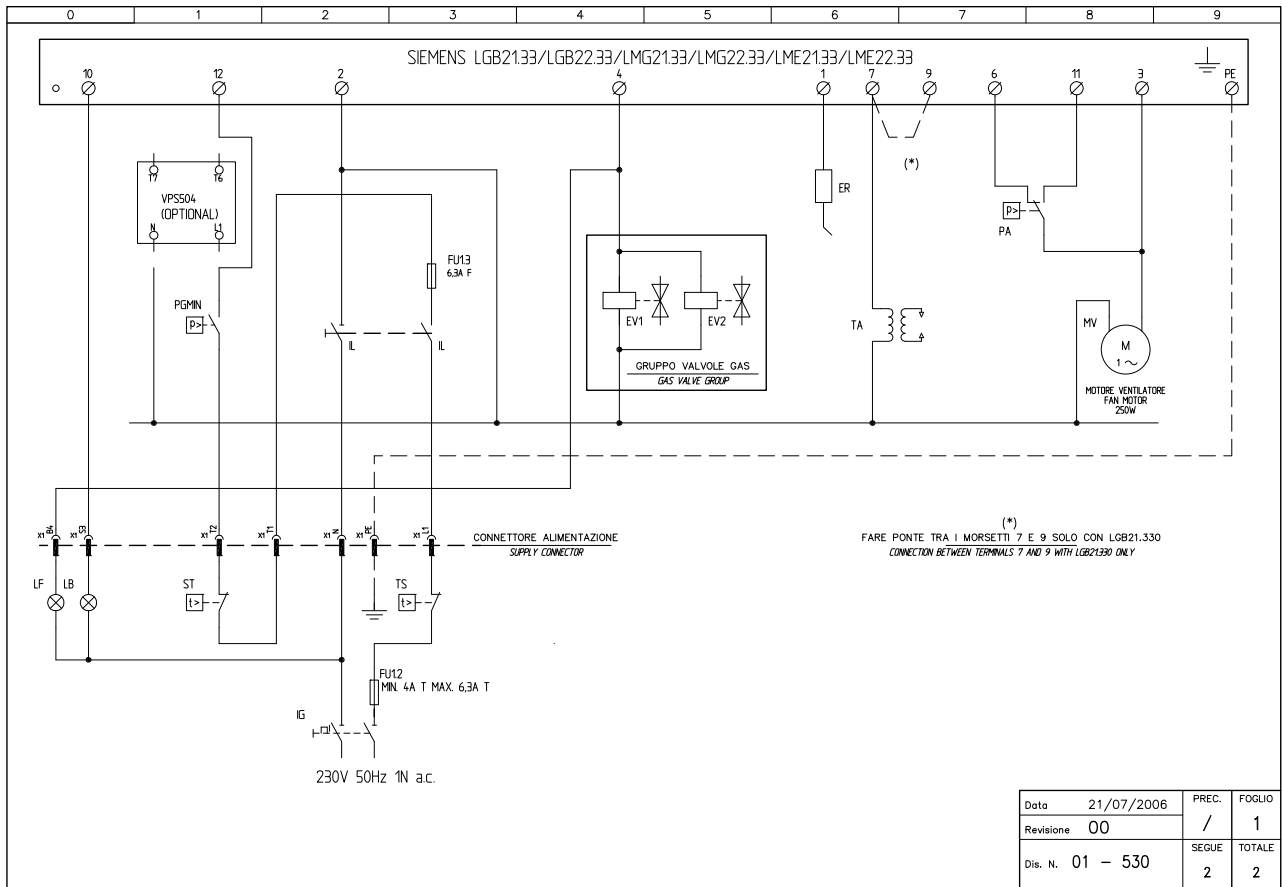 0 1 2 3 4 5 6 7 8 9
SIEMENS LGB21.33/LGB22.33/LMG21.33/LMG22.33/LME21.33/LME22.33
10 12 2 4 1 7 9 6 11 3 PE
(*)
T7 T6
VPS504
(OPTIONAL)
N L1
ER
P>
PA
FU1.3
6,3A F
PGMIN
P>
IL IL
EV1 EV2
GRUPPO VALVOLE GAS
GAS VALVE GROUP
TA
MV
M
1 ~
MOTORE VENTILATORE
FAN MOTOR
250W
X1 B4 X1 S3 X1 T2 X1 T1 X1 N X1 PE X1 L1
CONNETTORE ALIMENTAZIONE
SUPPLY CONNECTOR
(*)
FARE PONTE TRA I MORSETTI 7 E 9 SOLO CON LGB21.330
CONNECTION BETWEEN TERMINALS 7 AND 9 WITH LGB21.330 ONLY
LF LB ST TS
t> t>
FU1.2
MIN. 4A T MAX. 6,3A T
IG
230V 50Hz 1N a.c.
Data 21/07/2006
Revisione 00
Dis. N. 01 - 530
PREC. FOGLIO
/ 1
SEGUE TOTALE
2 2